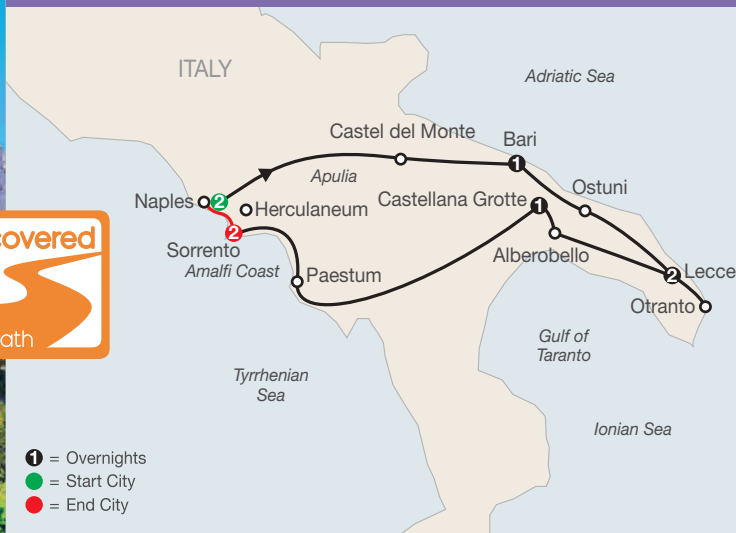 ITALY
Adriatic Sea
Castel del Monte
Bari
1
Apulia
Naples
2
Herculaneum
Castellana Grotte
1
Ostuni
2
Sorrento
Amalfi Coast
Paestum
Alberobello
2
Lecce
Otranto
Gulf of
Taranto
Tyrrhenian
Sea
Ionian Sea
covered
ath
1 = Overnights
= Start City
= End City